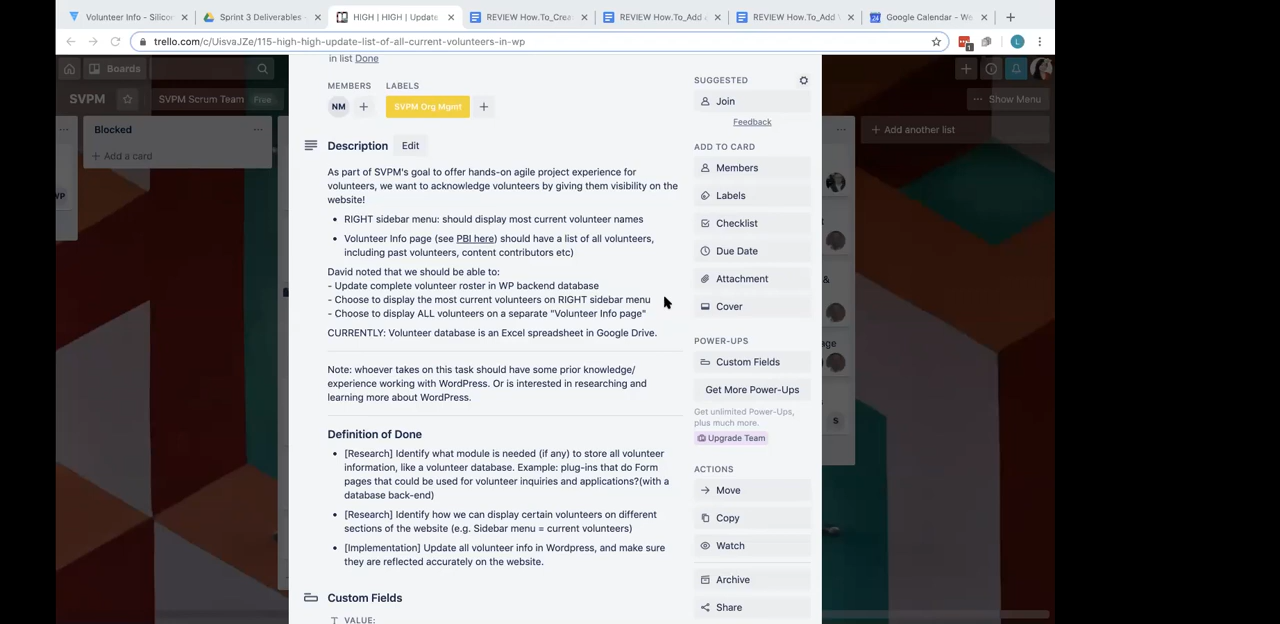 Volunteer Info - Silicon
Sprint 3 Deliverables -
HIGH | HIGH | Update
REVIEW How.To_Crea
REVIEW How.To_Add
REVIEW How.To_Add
Google Calendar - We
trello.com/c/UisvaJZe/115-high-high-update-list-of-all-current-volunteers-in-wp
1
L
Boards
SVPM
SVPM Scrum Team
Free
Show Menu
Blocked
+ Add a card
WP
+ Add another list
in list Done
MEMBERS
LABELS
NM
SVPM Org Mgmt
Description
Edit
As part of SVPM's goal to offer hands-on agile project experience for
volunteers, we want to acknowledge volunteers by giving them visibility on the
website!
• RIGHT sidebar menu: should display most current volunteer names
• Volunteer Info page (see PBI here) should have a list of all volunteers,
including past volunteers, content contributors etc)
David noted that we should be able to:
- Update complete volunteer roster in WP backend database
- Choose to display the most current volunteers on RIGHT sidebar menu
- Choose to display ALL volunteers on a separate "Volunteer Info page"
CURRENTLY: Volunteer database is an Excel spreadsheet in Google Drive.
Note: whoever takes on this task should have some prior knowledge/
experience working with WordPress. Or is interested in researching and
learning more about WordPress.
Definition of Done
• [Research] Identify what module is needed (if any) to store all volunteer
information, like a volunteer database. Example: plug-ins that do Form
pages that could be used for volunteer inquiries and applications?(with a
database back-end)
• [Research] Identify how we can display certain volunteers on different
sections of the website (e.g. Sidebar menu = current volunteers)
• [Implementation] Update all volunteer info in Wordpress, and make sure
they are reflected accurately on the website.
Custom Fields
VALUE:
SUGGESTED
Join
Feedback
ADD TO CARD
Members
Labels
Checklist
Due Date
Attachment
Cover
POWER-UPS
Custom Fields
Get More Power-Ups
Get unlimited Power-Ups,
plus much more.
Upgrade Team
ACTIONS
Move
Copy
Watch
Archive
Share
&
age
S